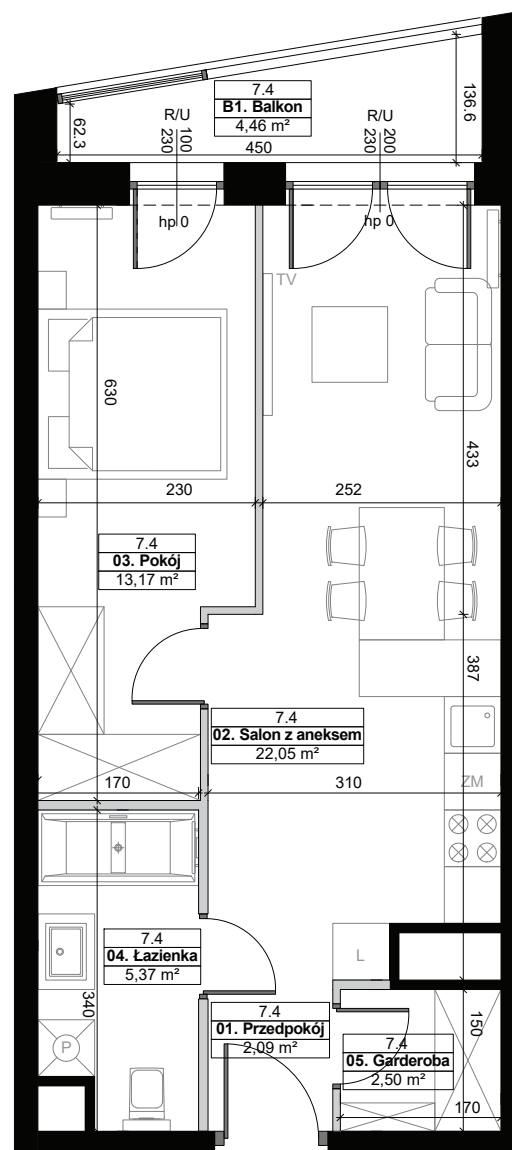 7.4
B1. Balkon
4,46 m²
136.6
62.3
R/U
100
230
R/U
200
230
450
hp 0
hp 0
TV
630
433
230
252
7.4
03. Pokój
13,17 m²
387
7.4
02. Salon z aneksem
22,05 m²
170
310
ZM
7.4
04. Łazienka
5,37 m²
L
340
7.4
01. Przedpokój
2,09 m²
150
P
7.4
05. Garderoba
2,50 m²
170